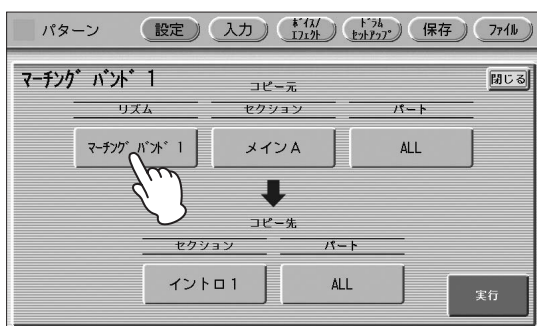 パターン 設定 入力 ﾎﾞｲｽ/ｴﾌｪｸﾄ ﾄﾞﾗﾑｾｯﾄｱｯﾌﾟ 保存 ﾌｧｲﾙ
ﾏｰﾁﾝｸﾞ ﾊﾞﾝﾄﾞ 1 閉じる
コピー元
リズム セクション パート
ﾏｰﾁﾝｸﾞ ﾊﾞﾝﾄﾞ 1 メイン A ALL
コピー先
セクション パート
イントロ 1 ALL
実行